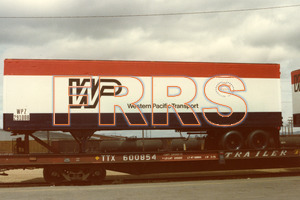 WP
Western Pacific Transport
PRRS
WPZ
TTX 600854
TRAILER